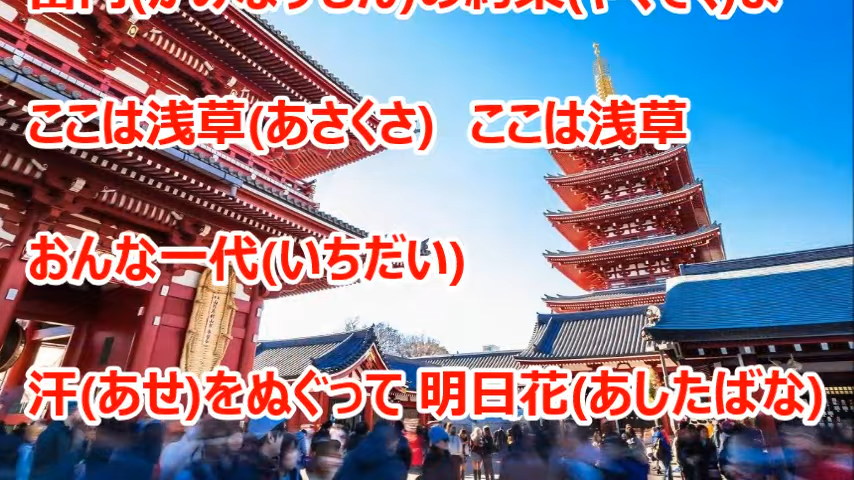 ここは浅草(あさくさ) ここは浅草
おんな一代(いちだい)
汗(あせ)をぬぐって 明日花(あしたばな)